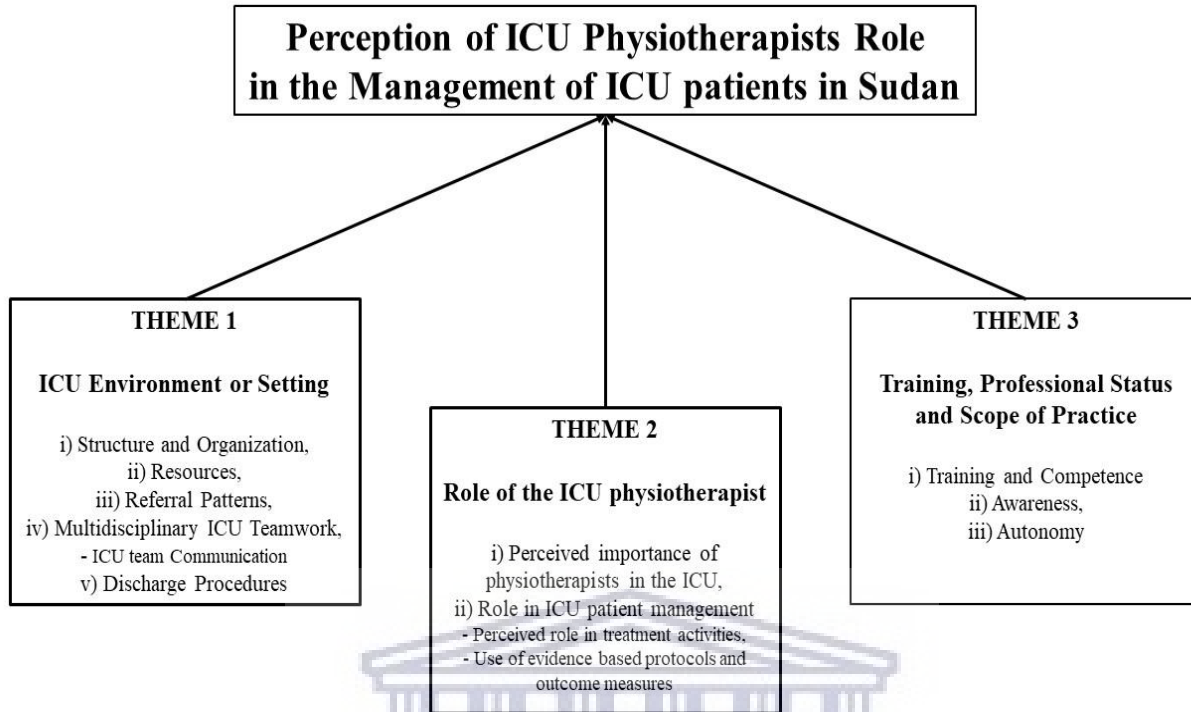 Perception of ICU Physiotherapists Role
in the Management of ICU patients in Sudan
THEME 1
ICU Environment or Setting
i) Structure and Organization,
ii) Resources,
iii) Referral Patterns,
iv) Multidisciplinary ICU Teamwork,
- ICU team Communication
v) Discharge Procedures
THEME 2
Role of the ICU physiotherapist
i) Perceived importance of
physiotherapists in the ICU,
ii) Role in ICU patient management
- Perceived role in treatment activities,
- Use of evidence based protocols and
outcome measures
THEME 3
Training, Professional Status
and Scope of Practice
i) Training and Competence
ii) Awareness,
iii) Autonomy